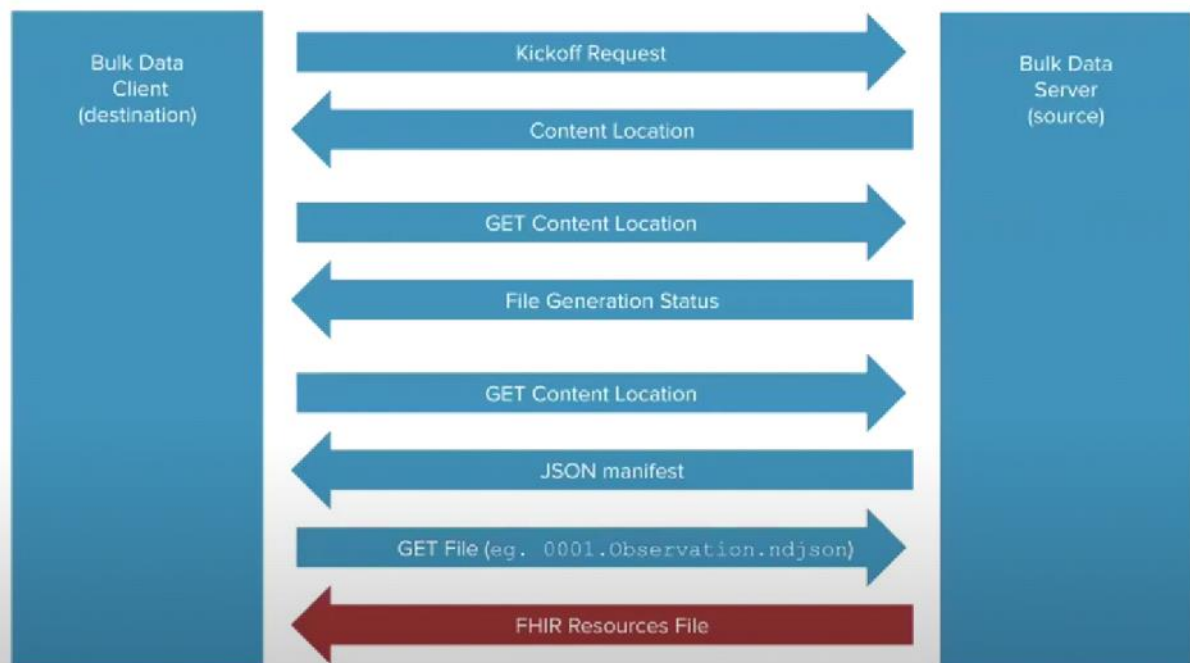 Bulk Data
Client
(destination)
Kickoff Request
Bulk Data
Server
(source)
Content Location
GET Content Location
File Generation Status
GET Content Location
JSON manifest
GET File (eg. 0001.Observation.ndjson)
FHIR Resources File